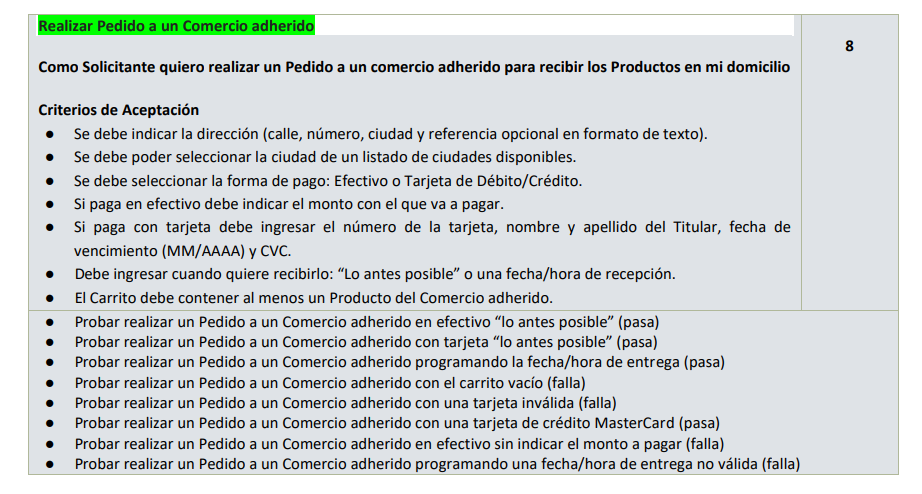 Realizar Pedido a un Comercio adherido
8
Como Solicitante quiero realizar un Pedido a un comercio adherido para recibir los Productos en mi domicilio
Criterios de Aceptación
● Se debe indicar la dirección (calle, número, ciudad y referencia opcional en formato de texto).
● Se debe poder seleccionar la ciudad de un listado de ciudades disponibles.
● Se debe seleccionar la forma de pago: Efectivo o Tarjeta de Débito/Crédito.
● Si paga en efectivo debe indicar el monto con el que va a pagar.
● Si paga con tarjeta debe ingresar el número de la tarjeta, nombre y apellido del Titular, fecha de
vencimiento (MM/AAAA) y CVC.
● Debe ingresar cuando quiere recibirlo: “Lo antes posible” o una fecha/hora de recepción.
● El Carrito debe contener al menos un Producto del Comercio adherido.
● Probar realizar un Pedido a un Comercio adherido en efectivo “lo antes posible” (pasa)
● Probar realizar un Pedido a un Comercio adherido con tarjeta “lo antes posible” (pasa)
● Probar realizar un Pedido a un Comercio adherido programando la fecha/hora de entrega (pasa)
● Probar realizar un Pedido a un Comercio adherido con el carrito vacío (falla)
● Probar realizar un Pedido a un Comercio adherido con una tarjeta inválida (falla)
● Probar realizar un Pedido a un Comercio adherido con una tarjeta de crédito MasterCard (pasa)
● Probar realizar un Pedido a un Comercio adherido en efectivo sin indicar el monto a pagar (falla)
● Probar realizar un Pedido a un Comercio adherido programando una fecha/hora de entrega no válida (falla)